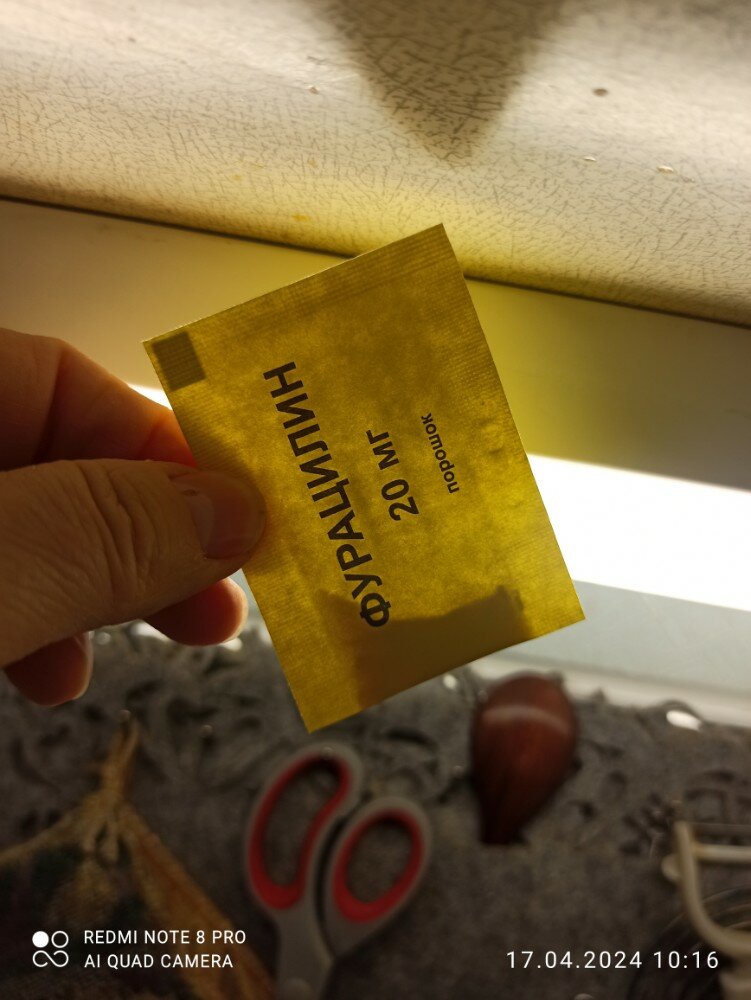 ФУРАЦИЛИН
20 МГ
порошок
REDMI NOTE 8 PRO
AI QUAD CAMERA
17.04.2024 10:16